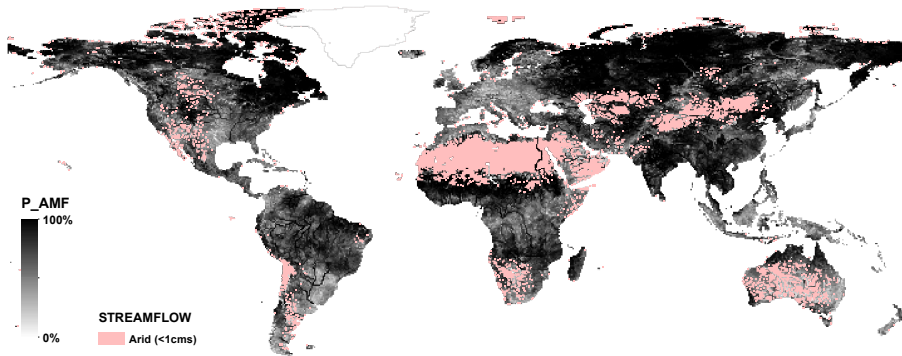 P_AMF
100%
0%
STREAMFLOW
Arid (<1cms)